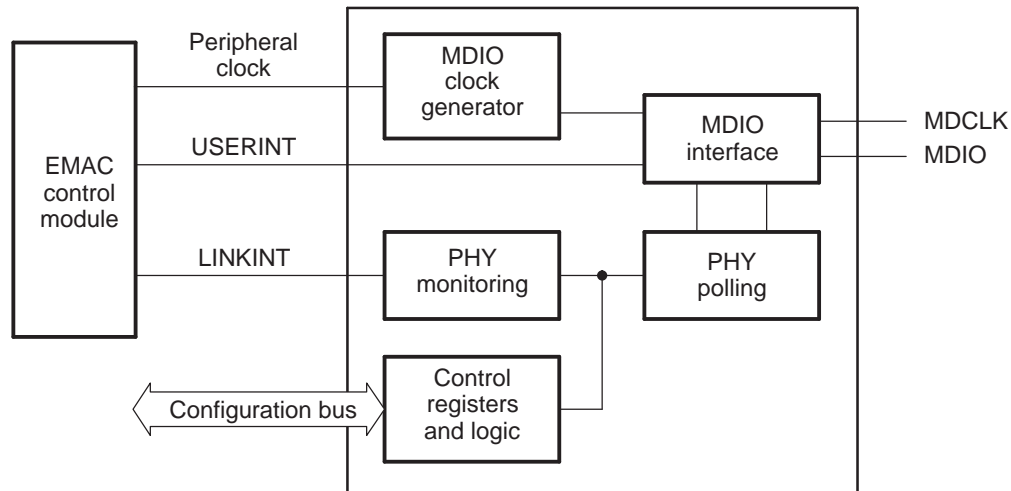 Peripheral
clock
MDIO
clock
generator
MDIO
interface
MDCLK
MDIO
USERINT
EMAC
control
module
LINKINT
PHY
monitoring
PHY
polling
Control
registers
and logic
Configuration bus